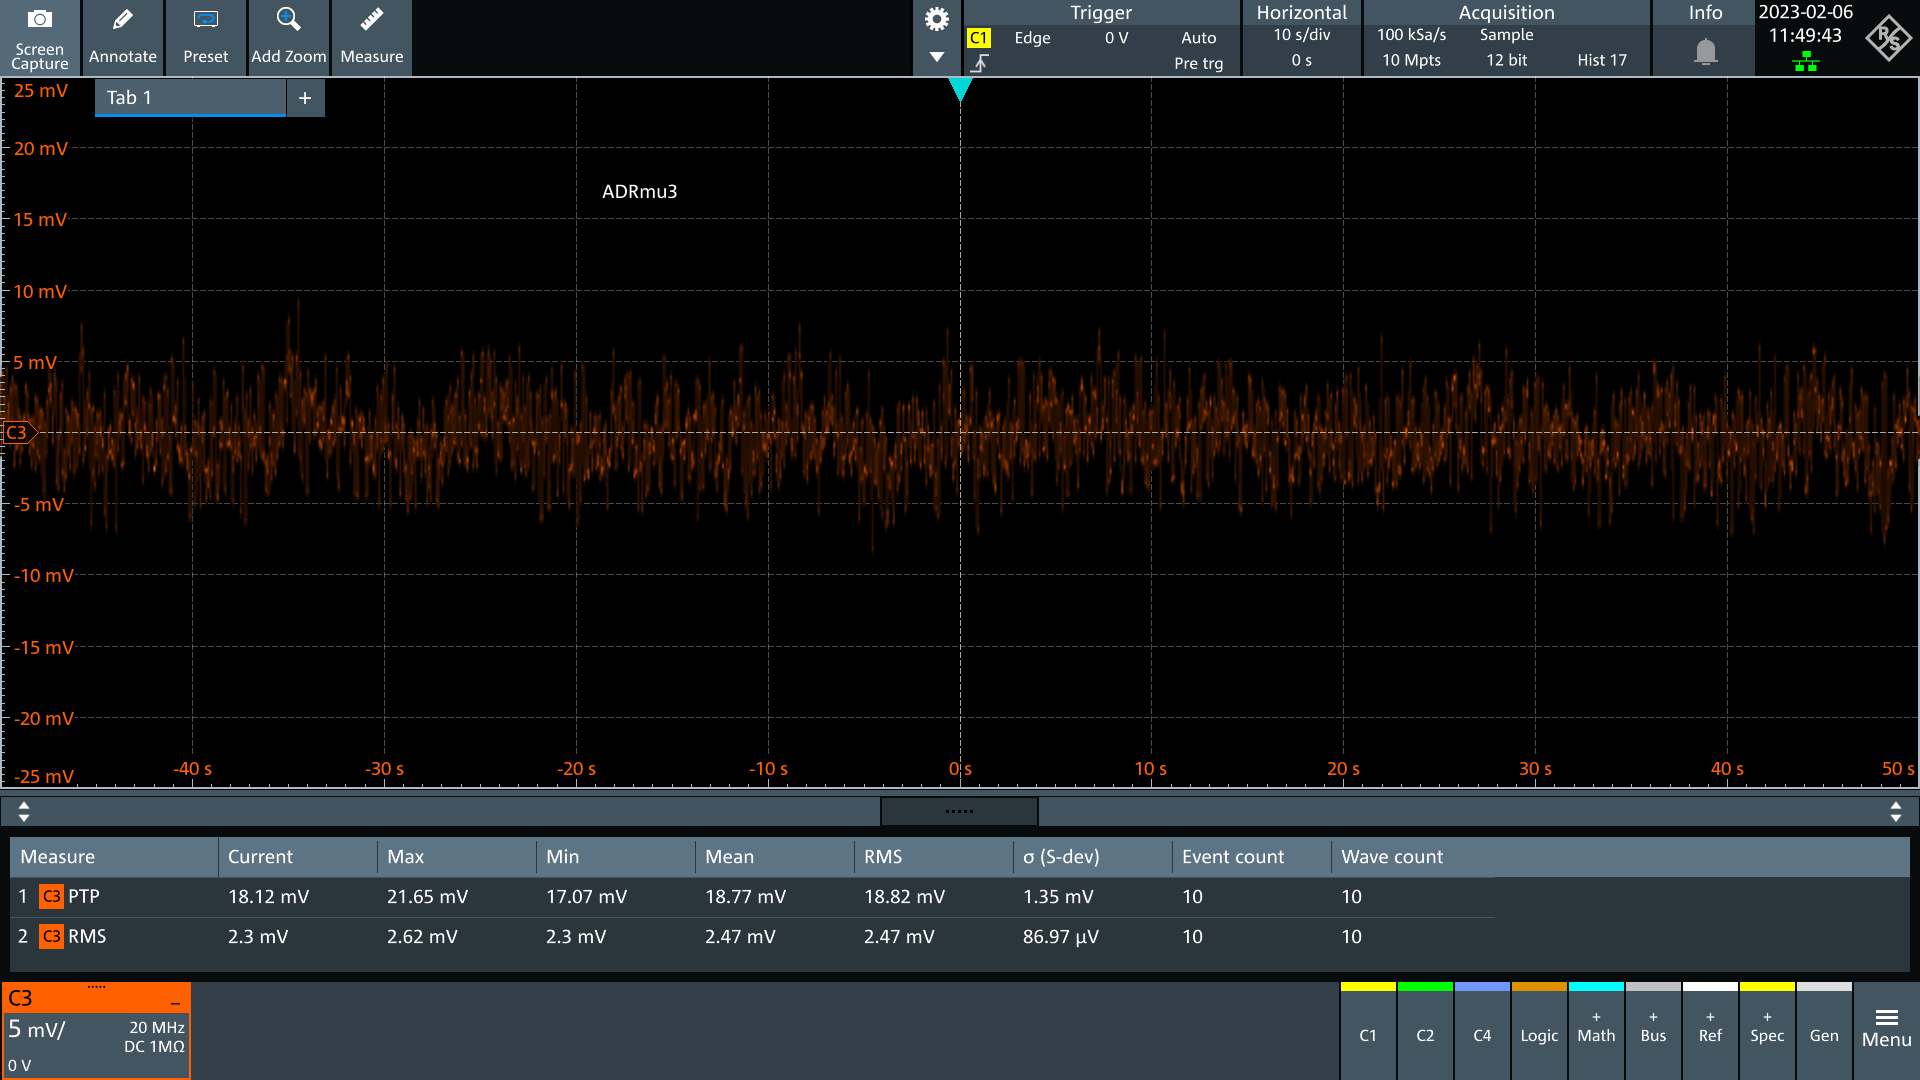 Screen Capture
Annotate
Preset
Add Zoom
Measure
Trigger
C1 Edge 0 V Auto
Pre trg
Horizontal
10 s/div
0 s
Acquisition
100 kSa/s Sample
10 Mpts 12 bit Hist 17
Info
2023-02-06
11:49:43
R&S
Tab 1 +
25 mV
20 mV
ADRmu3
15 mV
10 mV
5 mV
C3
-5 mV
-10 mV
-15 mV
-20 mV
-25 mV
-40 s -30 s -20 s -10 s 0 s 10 s 20 s 30 s 40 s 50 s
Measure Current Max Min Mean RMS σ (S-dev) Event count Wave count
1 C3 PTP 18.12 mV 21.65 mV 17.07 mV 18.77 mV 18.82 mV 1.35 mV 10 10
2 C3 RMS 2.3 mV 2.62 mV 2.3 mV 2.47 mV 2.47 mV 86.97 µV 10 10
C3
5 mV/ 20 MHz
DC 1MΩ
0 V
C1
C2
C4
Logic
+ Math
+ Bus
+ Ref
+ Spec
Gen
Menu